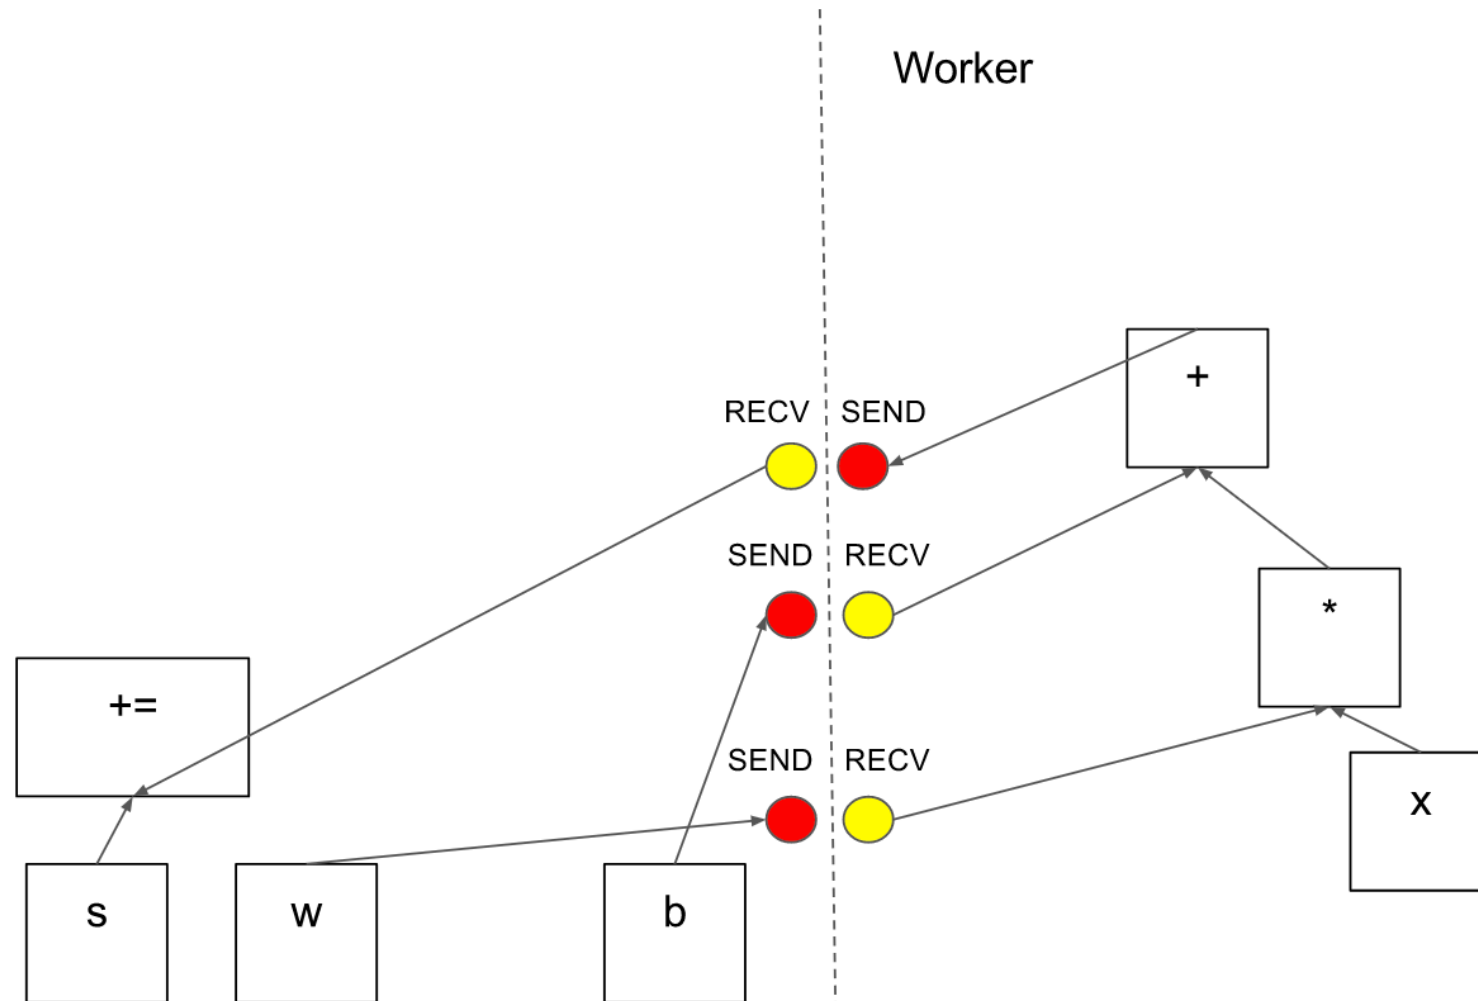 Worker
+
RECV SEND
SEND RECV
*
+=
SEND RECV
x
s w b